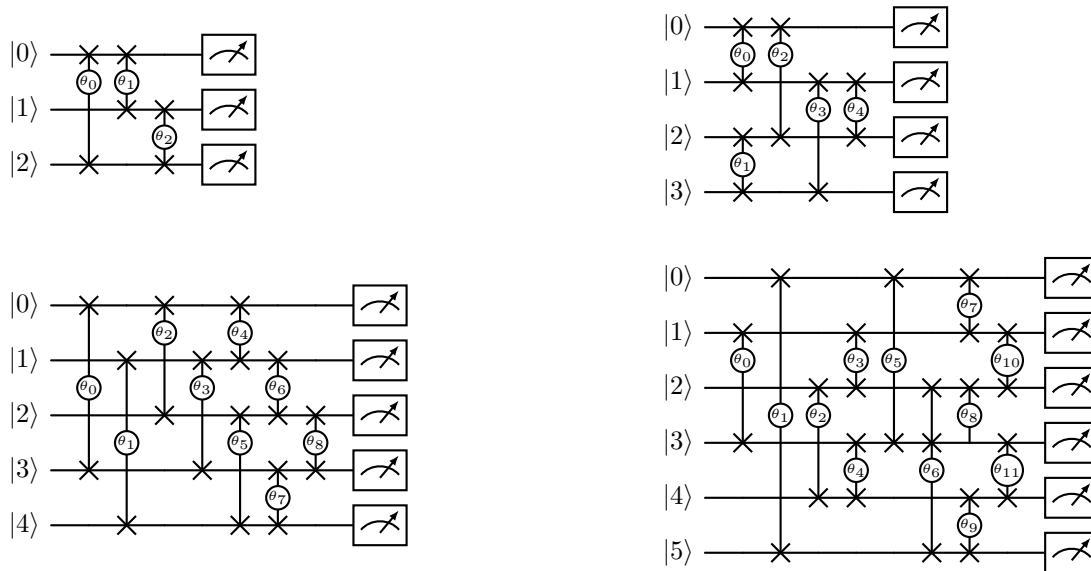 |0⟩ θ₀ θ₁
|1⟩ θ₂
|2⟩
|0⟩ θ₀ θ₂
|1⟩ θ₃ θ₄
|2⟩ θ₁
|3⟩
|0⟩ θ₂ θ₄
|1⟩ θ₀ θ₃ θ₆
|2⟩ θ₁ θ₅ θ₈
|3⟩ θ₇
|4⟩
|0⟩ θ₇
|1⟩ θ₀ θ₃ θ₅ θ₁₀
|2⟩ θ₁ θ₂ θ₈
|3⟩ θ₄ θ₆ θ₁₁
|4⟩ θ₉
|5⟩